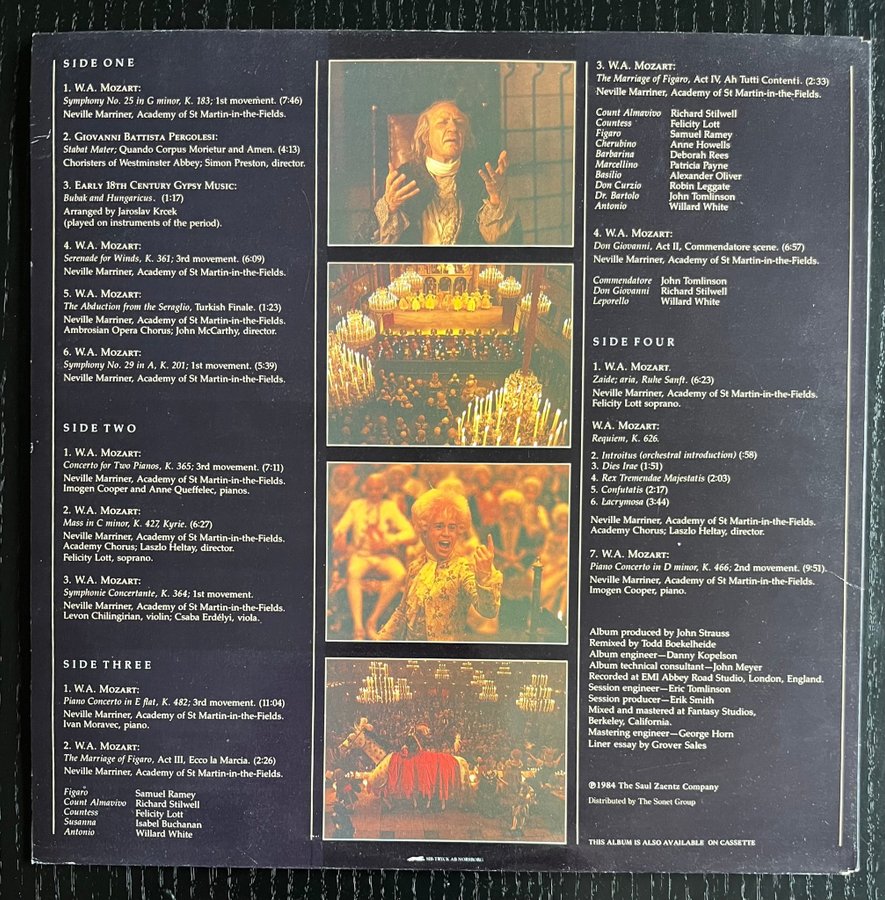 SIDE ONE
1. W.A. MOZART:
Symphony No. 25 in G minor, K. 183; 1st movement. (7:46)
Neville Marriner, Academy of St Martin-in-the-Fields.
2. GIOVANNI BATTISTA PERGOLESI:
Stabat Mater; Quando Corpus Morietur and Amen. (4:13)
Choristers of Westminster Abbey; Simon Preston, director.
3. EARLY 18TH CENTURY GYPSY MUSIC:
Bubak and Hungaricus. (1:17)
Arranged by Jaroslav Krcek
(played on instruments of the period).
4. W.A. MOZART:
Serenade for Winds, K. 361; 3rd movement. (6:09)
Neville Marriner, Academy of St Martin-in-the-Fields.
5. W.A. MOZART:
The Abduction from the Seraglio, Turkish Finale. (1:23)
Neville Marriner, Academy of St Martin-in-the-Fields.
Ambrosian Opera Chorus; John McCarthy, director.
6. W.A. MOZART:
Symphony No. 29 in A, K. 201; 1st movement. (5:39)
Neville Marriner, Academy of St Martin-in-the-Fields.
SIDE TWO
1. W.A. MOZART:
Concerto for Two Pianos, K. 365; 3rd movement. (7:11)
Neville Marriner, Academy of St Martin-in-the-Fields.
Imogen Cooper and Anne Queffelec, pianos.
2. W.A. MOZART:
Mass in C minor, K. 427, Kyrie. (6:27)
Neville Marriner, Academy of St Martin-in-the-Fields.
Academy Chorus; Laszlo Heltay, director.
Felicity Lott, soprano.
3. W.A. MOZART:
Symphonie Concertante, K. 364; 1st movement.
Neville Marriner, Academy of St Martin-in-the-Fields.
Levon Chilingirian, violin; Csaba Erdélyi, viola.
SIDE THREE
1. W.A. MOZART:
Piano Concerto in E flat, K. 482; 3rd movement. (11:04)
Neville Marriner, Academy of St Martin-in-the-Fields.
Ivan Moravec, piano.
2. W.A. MOZART:
The Marriage of Figaro, Act III, Ecco la Marcia. (2:26)
Neville Marriner, Academy of St Martin-in-the-Fields.
Figaro Samuel Ramey
Count Almavivo Richard Stilwell
Countess Felicity Lott
Susanna Isabel Buchanan
Antonio Willard White
3. W.A. MOZART:
The Marriage of Figaro, Act IV, Ah Tutti Contenti. (2:33)
Neville Marriner, Academy of St Martin-in-the-Fields.
Count Almavivo Richard Stilwell
Countess Felicity Lott
Figaro Samuel Ramey
Cherubino Anne Howells
Barbarina Deborah Rees
Marcellino Patricia Payne
Basilio Alexander Oliver
Don Curzio Robin Leggate
Dr. Bartolo John Tomlinson
Antonio Willard White
4. W.A. MOZART:
Don Giovanni, Act II, Commendatore scene. (6:57)
Neville Marriner, Academy of St Martin-in-the-Fields.
Commendatore John Tomlinson
Don Giovanni Richard Stilwell
Leporello Willard White
SIDE FOUR
1. W.A. MOZART.
Zaide; aria, Ruhe Sanft. (6:23)
Neville Marriner, Academy of St Martin-in-the-Fields.
Felicity Lott soprano.
W.A. MOZART:
Requiem, K. 626.
2. Introitus (orchestral introduction) (:58)
3. Dies Irae (1:51)
4. Rex Tremendae Majestatis (2:03)
5. Confutatis (2:17)
6. Lacrymosa (3:44)
Neville Marriner, Academy of St Martin-in-the-Fields.
Academy Chorus; Laszlo Heltay, director.
7. W.A. MOZART:
Piano Concerto in D minor, K. 466; 2nd movement. (9:51).
Neville Marriner, Academy of St Martin-in-the-Fields.
Imogen Cooper, piano.
Album produced by John Strauss
Remixed by Todd Boekelheide
Album engineer—Danny Kopelson
Album technical consultant—John Meyer
Recorded at EMI Abbey Road Studio, London, England.
Session engineer—Eric Tomlinson
Session producer—Erik Smith
Mixed and mastered at Fantasy Studios,
Berkeley, California.
Mastering engineer—George Horn
Liner essay by Grover Sales
℗1984 The Saul Zaentz Company
Distributed by The Sonet Group
THIS ALBUM IS ALSO AVAILABLE ON CASSETTE